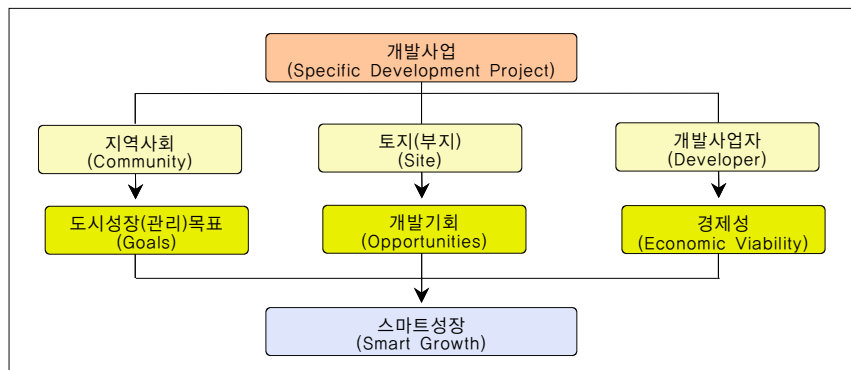 개발사업
(Specific Development Project)
지역사회
(Community)
토지(부지)
(Site)
개발사업자
(Developer)
도시성장(관리)목표
(Goals)
개발기회
(Opportunities)
경제성
(Economic Viability)
스마트성장
(Smart Growth)